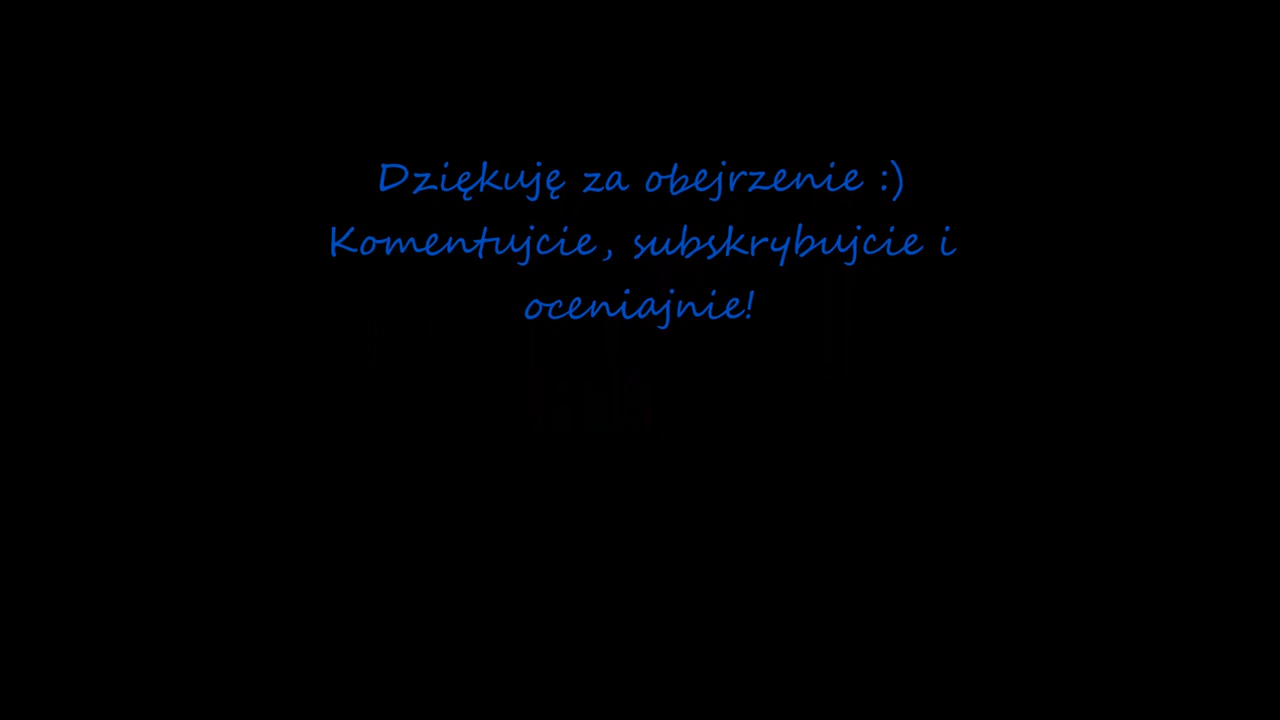 Dziękuję za obejrzenie :)
Komentujcie, subskrybujcie i
oceniajnie!